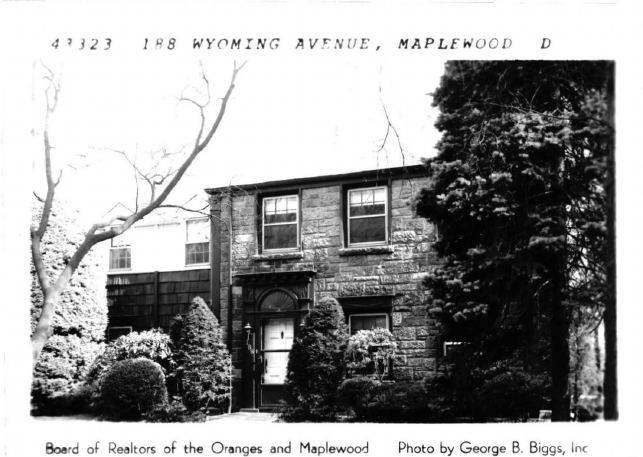 43323 188 WYOMING AVENUE, MAPLEWOOD D
Board of Realtors of the Oranges and Maplewood Photo by George B. Biggs, Inc